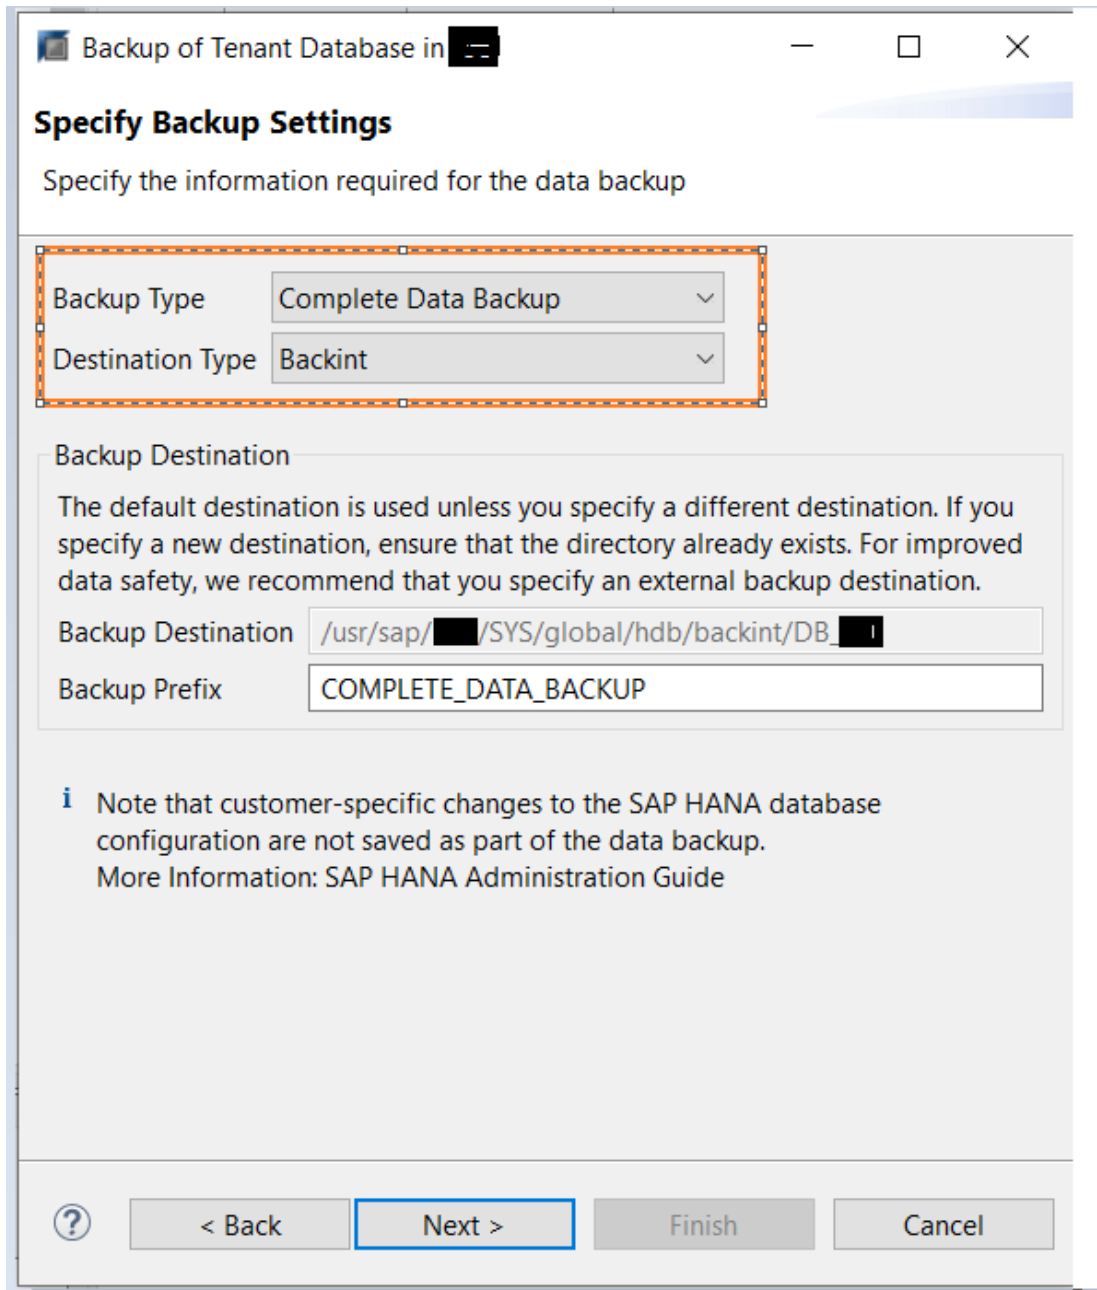 Backup of Tenant Database in
Specify Backup Settings
Specify the information required for the data backup
Backup Type Complete Data Backup
Destination Type Backint
Backup Destination
The default destination is used unless you specify a different destination. If you
specify a new destination, ensure that the directory already exists. For improved
data safety, we recommend that you specify an external backup destination.
Backup Destination /usr/sap/ /SYS/global/hdb/backint/DB_
Backup Prefix COMPLETE_DATA_BACKUP
i Note that customer-specific changes to the SAP HANA database
configuration are not saved as part of the data backup.
More Information: SAP HANA Administration Guide
? < Back Next > Finish Cancel